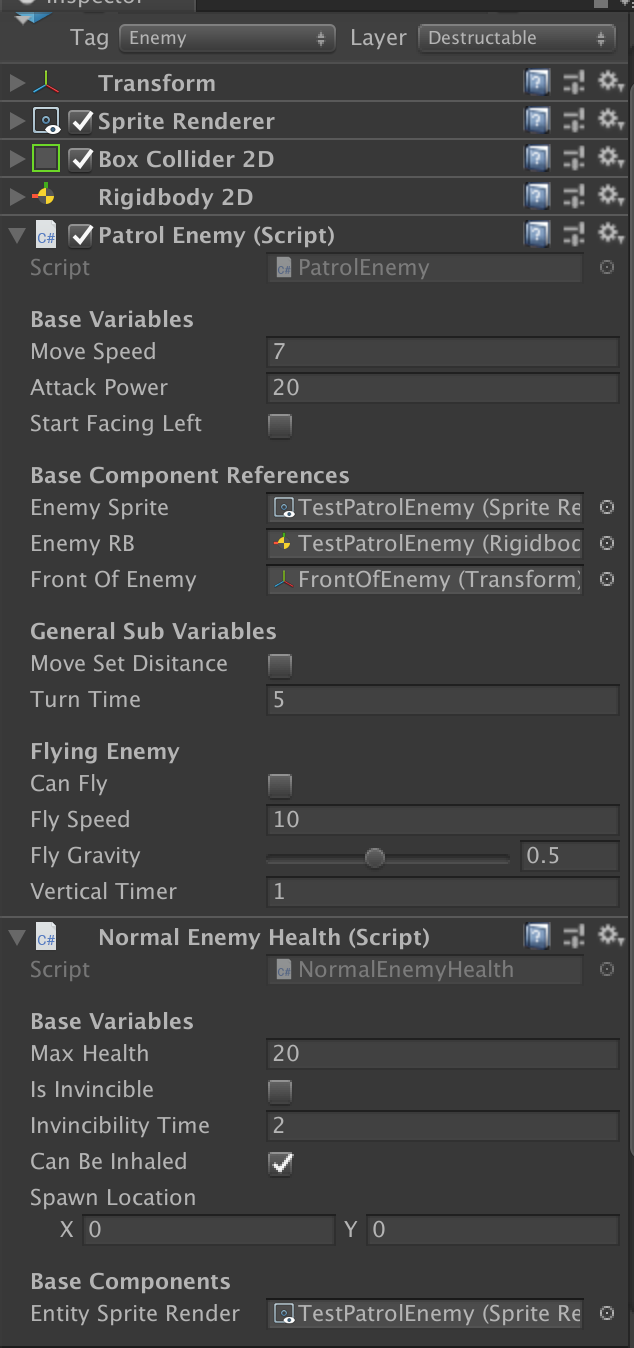 Inspector
Tag Enemy Layer Destructable
Transform
Sprite Renderer
Box Collider 2D
Rigidbody 2D
C# Patrol Enemy (Script)
Script C# PatrolEnemy
Base Variables
Move Speed 7
Attack Power 20
Start Facing Left
Base Component References
Enemy Sprite TestPatrolEnemy (Sprite Re
Enemy RB TestPatrolEnemy (Rigidboc
Front Of Enemy FrontOfEnemy (Transform)
General Sub Variables
Move Set Disitance
Turn Time 5
Flying Enemy
Can Fly
Fly Speed 10
Fly Gravity 0.5
Vertical Timer 1
C# Normal Enemy Health (Script)
Script C# NormalEnemyHealth
Base Variables
Max Health 20
Is Invincible
Invincibility Time 2
Can Be Inhaled
Spawn Location
X 0 Y 0
Base Components
Entity Sprite Render TestPatrolEnemy (Sprite Re